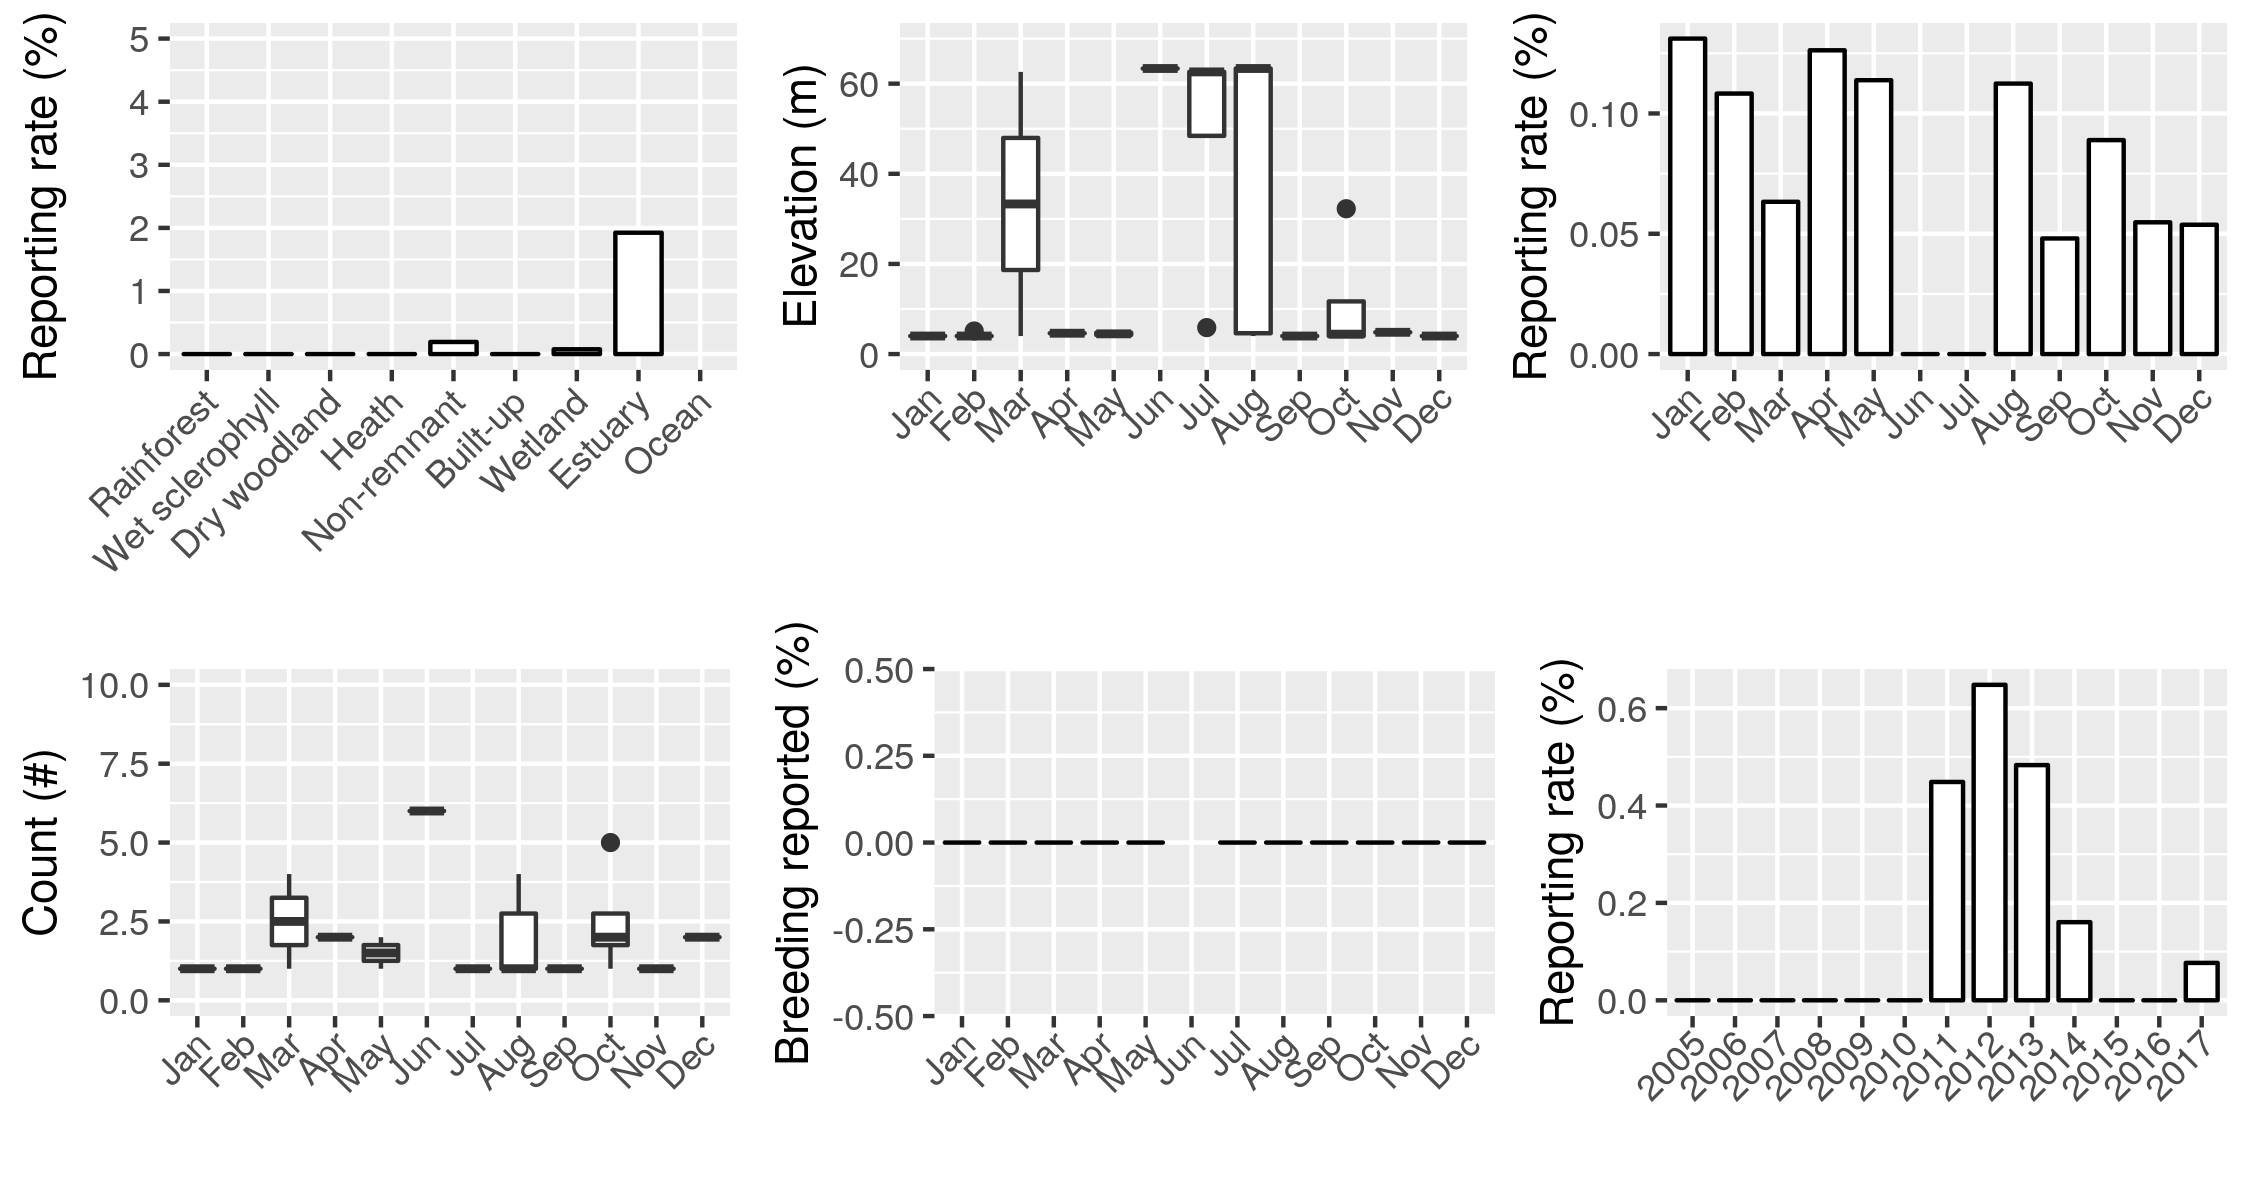 Reporting rate (%)
5
4
3
2
1
0
Rainforest
Wet sclerophyll
Dry woodland
Heath
Non-remnant
Built-up
Wetland
Estuary
Ocean
Elevation (m)
60
40
20
0
Jan
Feb
Mar
Apr
May
Jun
Jul
Aug
Sep
Oct
Nov
Dec
Reporting rate (%)
0.10
0.05
0.00
Jan
Feb
Mar
Apr
May
Jun
Jul
Aug
Sep
Oct
Nov
Dec
Count (#)
10.0
7.5
5.0
2.5
0.0
Jan
Feb
Mar
Apr
May
Jun
Jul
Aug
Sep
Oct
Nov
Dec
Breeding reported (%)
0.50
0.25
0.00
-0.25
-0.50
Jan
Feb
Mar
Apr
May
Jun
Jul
Aug
Sep
Oct
Nov
Dec
Reporting rate (%)
0.6
0.4
0.2
0.0
2005
2006
2007
2008
2009
2010
2011
2012
2013
2014
2015
2016
2017